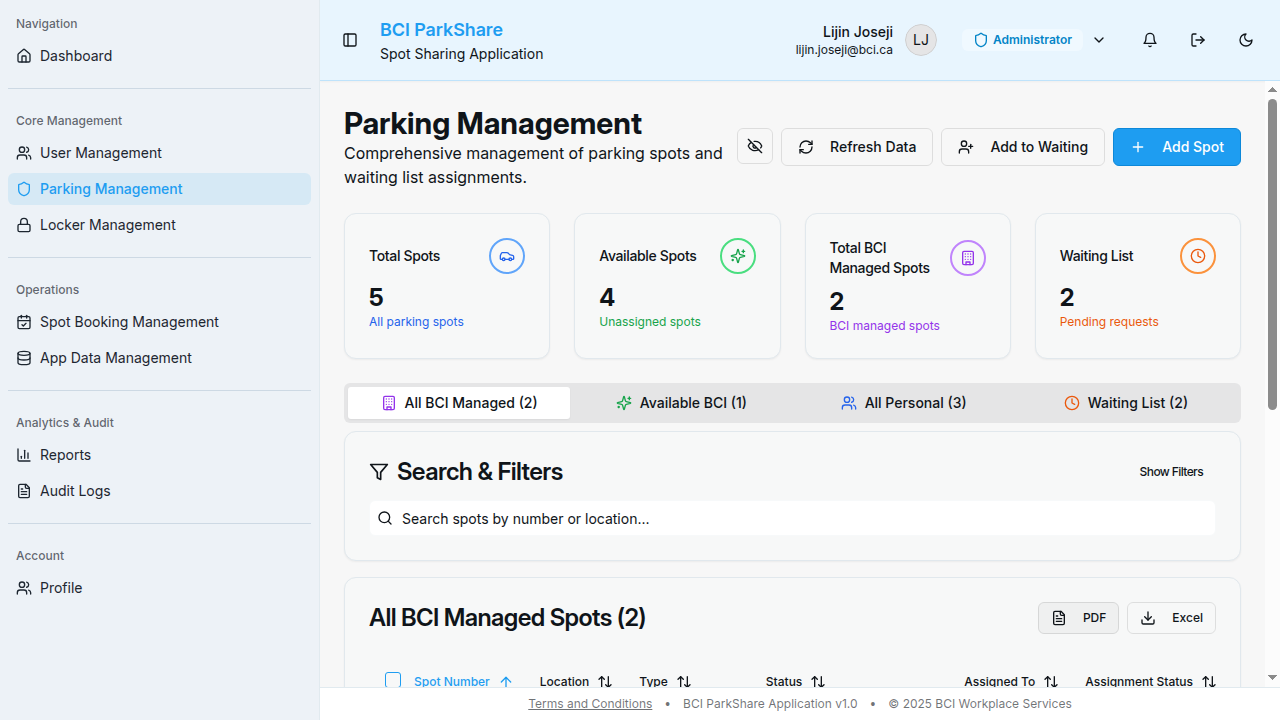 Navigation
Dashboard
Core Management
User Management
Parking Management
Locker Management
Operations
Spot Booking Management
App Data Management
Analytics & Audit
Reports
Audit Logs
Account
Profile
BCI ParkShare
Spot Sharing Application
Lijin Joseji
lijin.joseji@bci.ca
LJ
Administrator
Parking Management
Comprehensive management of parking spots and
waiting list assignments.
Refresh Data
Add to Waiting
Add Spot
Total Spots
5
All parking spots
Available Spots
4
Unassigned spots
Total BCI
Managed Spots
2
BCI managed spots
Waiting List
2
Pending requests
All BCI Managed (2)
Available BCI (1)
All Personal (3)
Waiting List (2)
Search & Filters
Show Filters
Search spots by number or location...
All BCI Managed Spots (2)
PDF
Excel
Spot Number
Location
Type
Status
Assigned To
Assignment Status
Terms and Conditions • BCI ParkShare Application v1.0 • © 2025 BCI Workplace Services